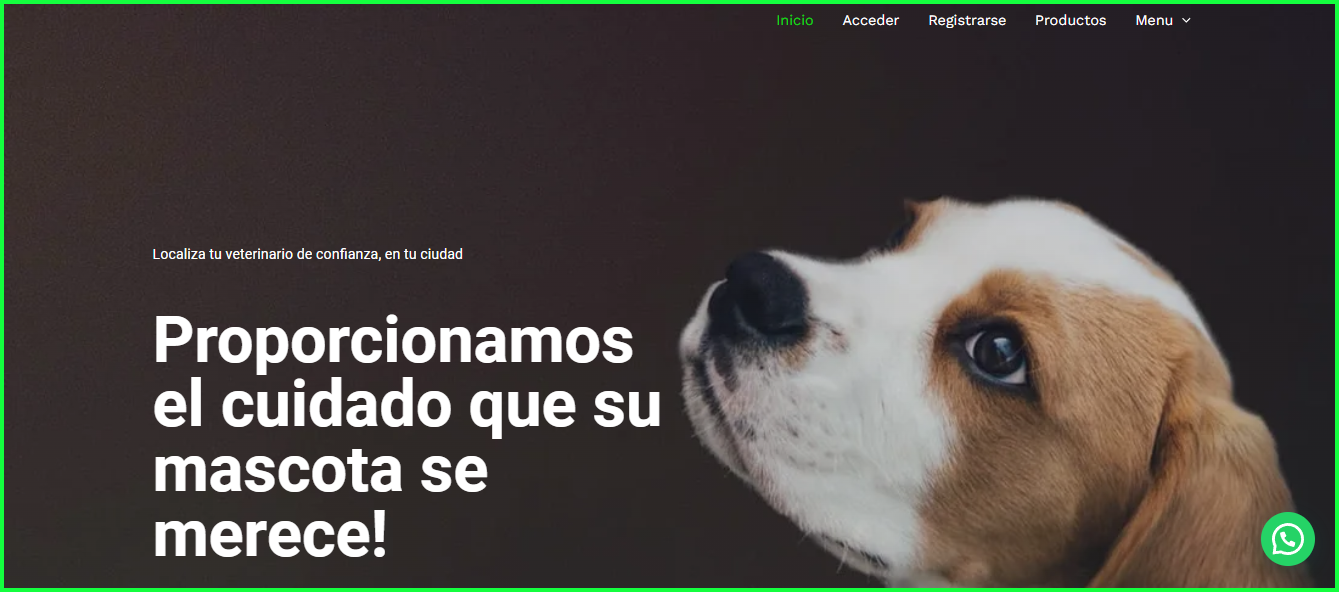 Inicio Acceder Registrarse Productos Menu
Localiza tu veterinario de confianza, en tu ciudad
Proporcionamos
el cuidado que su
mascota se
merece!